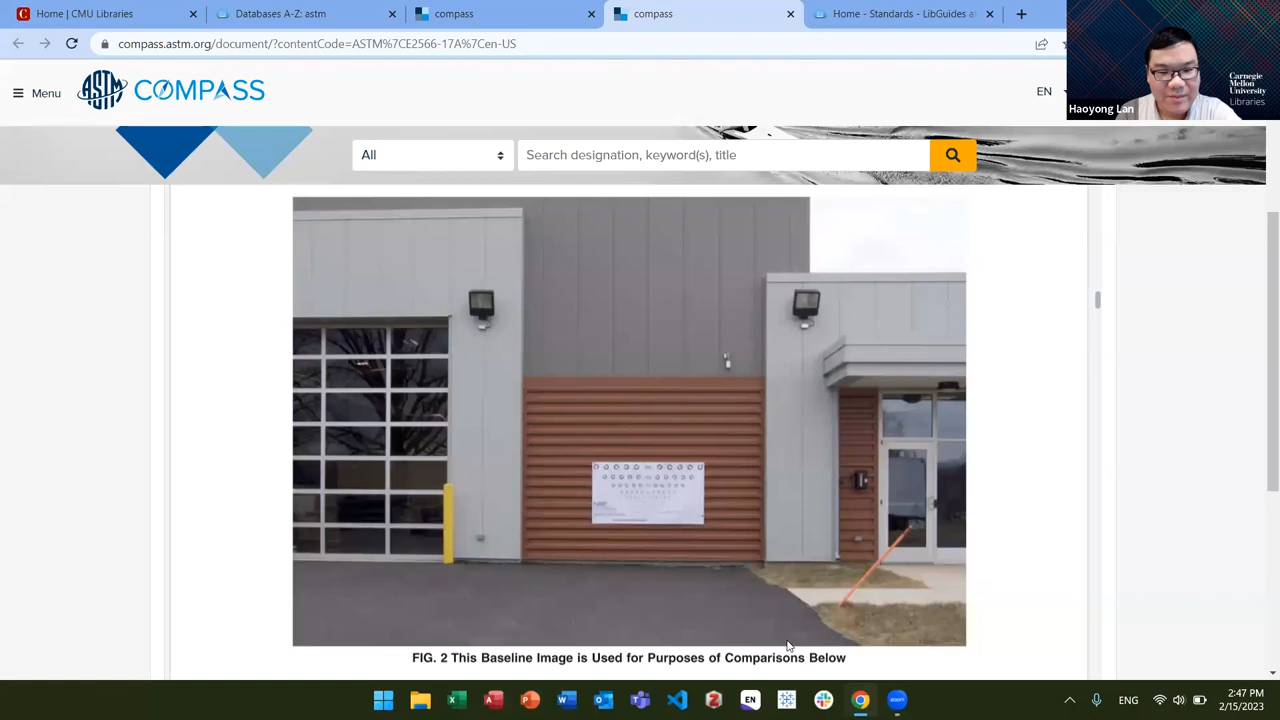 Home | CMU Libraries
Databases A-Z: astm
compass
compass
Home - Standards - LibGuides at
compass.astm.org/document/?contentCode=ASTM%7CE2566-17A%7Cen-US
Carnegie
Mellon
University
Libraries
Haoyong Lan
Menu
ASTM
COMPASS
EN
All
Search designation, keyword(s), title
FIG. 2 This Baseline Image is Used for Purposes of Comparisons Below
EN
ENG
2:47 PM
2/15/2023